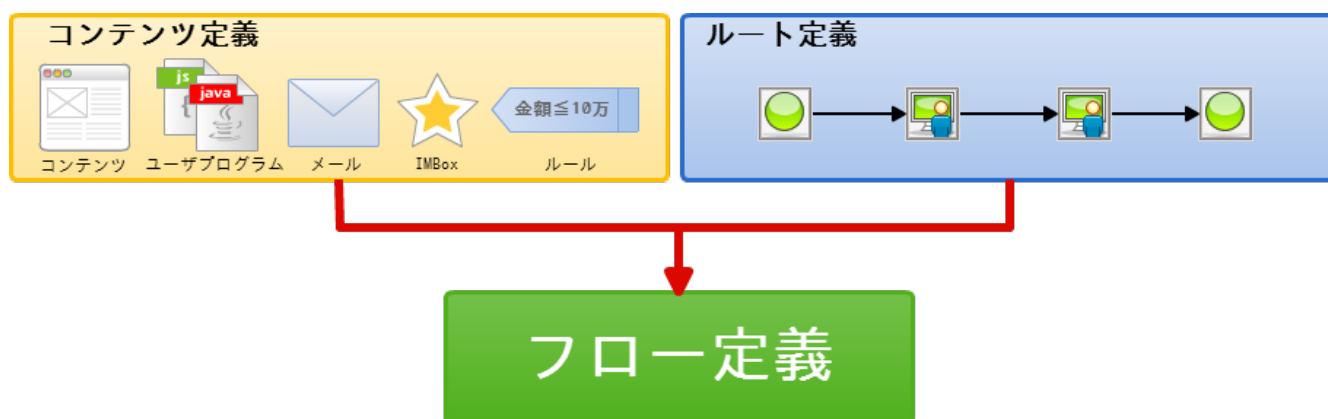 コンテンツ定義
js
{
java
コンテンツ
ユーザプログラム
メール
IMBox
金額≦10万
ルール
ルート定義
フロー定義